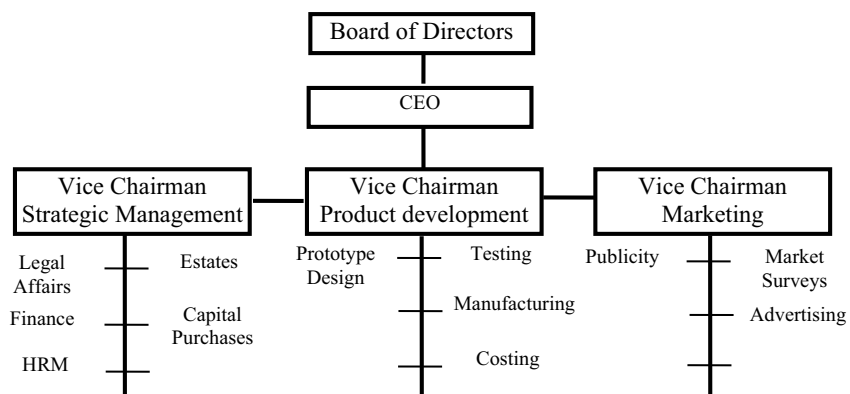 Board of Directors
CEO
Vice Chairman
Strategic Management
Vice Chairman
Product development
Vice Chairman
Marketing
Legal
Affairs
Estates
Finance
Capital
Purchases
HRM
Prototype
Design
Testing
Manufacturing
Costing
Publicity
Market
Surveys
Advertising